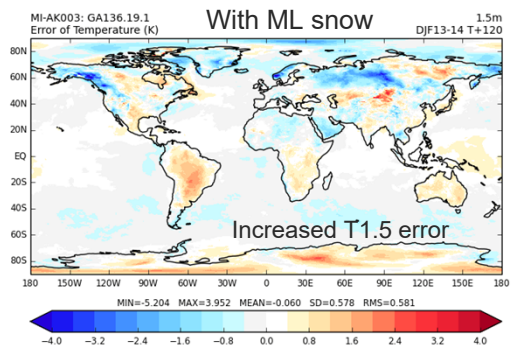 MI-AK003: GA136.19.1
With ML snow
1.5m
Error of Temperature (K)
DJF13-14 T+120
80N
60N
40N
20N
EQ
20S
40S
60S
80S
Increased T1.5 error
180 150W 120W 90W 60W 30W 0 30E 60E 90E 120E 150E 180
MIN=-5.204 MAX=3.952 MEAN=-0.060 SD=0.578 RMS=0.581
−4.0 −3.2 −2.4 −1.6 −0.8 0.0 0.8 1.6 2.4 3.2 4.0